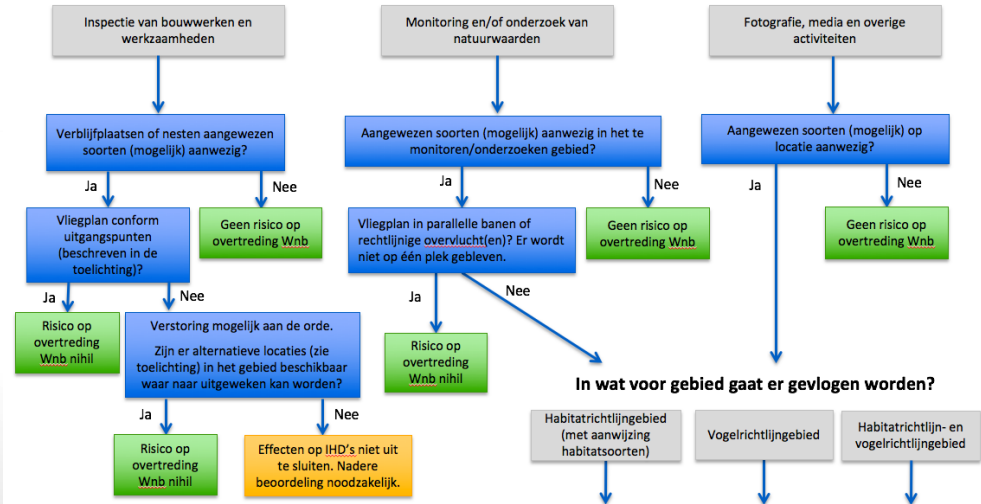 Inspectie van bouwwerken en
werkzaamheden
Monitoring en/of onderzoek van
natuurwaarden
Fotografie, media en overige
activiteiten
Verblijfplaatsen of nesten aangewezen
soorten (mogelijk) aanwezig?
Aangewezen soorten (mogelijk) aanwezig in het te
monitoren/onderzoeken gebied?
Aangewezen soorten (mogelijk) op
locatie aanwezig?
Ja
Nee
Ja
Nee
Ja
Nee
Vliegplan conform
uitgangspunten
(beschreven in de
toelichting)?
Geen risico op
overtreding Wnb
Vliegplan in parallelle banen of
rechtlijnige overvlucht(en)? Er wordt
niet op één plek gebleven.
Geen risico op
overtreding Wnb
Geen risico op
overtreding Wnb
Ja
Nee
Ja
Nee
Risico op
overtreding
Wnb nihil
Verstoring mogelijk aan de orde.
Zijn er alternatieve locaties (zie
toelichting) in het gebied beschikbaar
waar naar uitgeweken kan worden?
Risico op
overtreding
Wnb nihil
In wat voor gebied gaat er gevlogen worden?
Ja
Nee
Risico op
overtreding
Wnb nihil
Effecten op IHD's niet uit
te sluiten. Nadere
beoordeling noodzakelijk.
Habitatrichtlijngebied
(met aanwijzing
habitatsoorten)
Vogelrichtlijngebied
Habitatrichtlijn- en
vogelrichtlijngebied